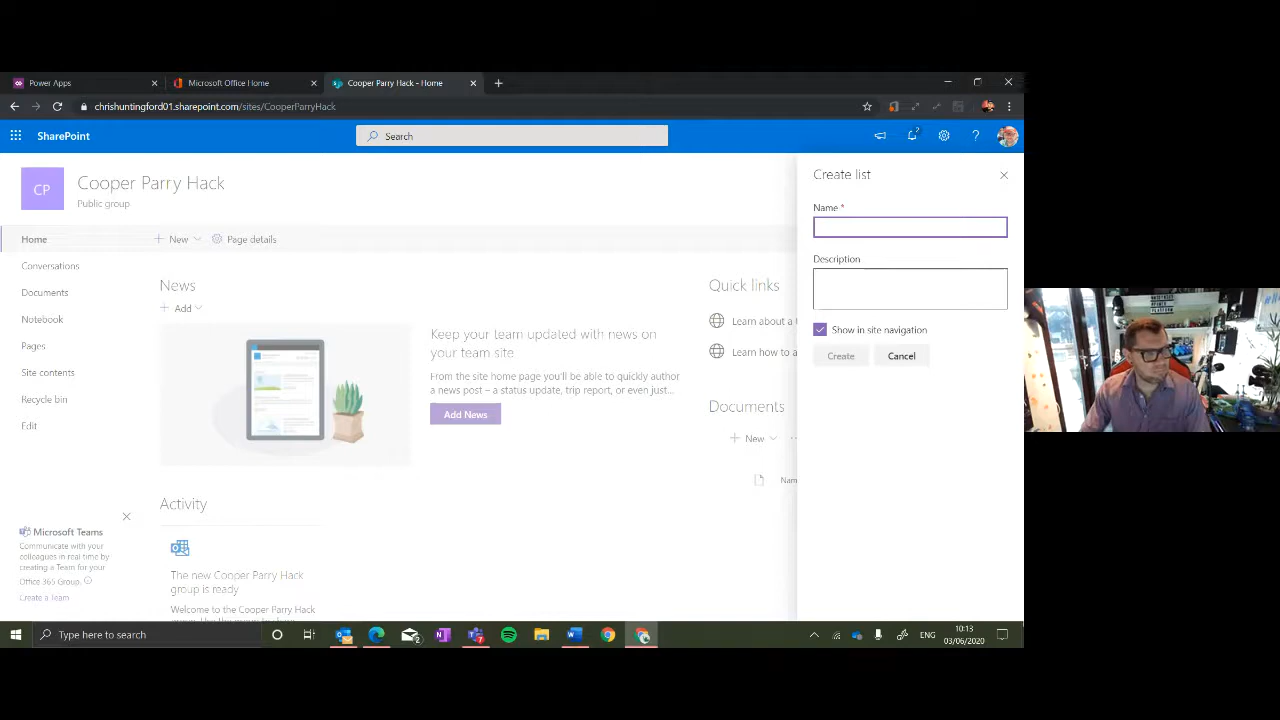 Power Apps
Microsoft Office Home
Cooper Parry Hack - Home
chrishuntingford01.sharepoint.com/sites/CooperParryHack
SharePoint
Search
2
CP
Cooper Parry Hack
Public group
Home
New
Page details
Conversations
Documents
Notebook
Pages
Site contents
Recycle bin
Edit
News
Add
Keep your team updated with news on
your team site
From the site home page you'll be able to quickly author
a news post – a status update, trip report, or even just...
Add News
Quick links
Learn about a
Learn how to a
Documents
New
Nam
Activity
The new Cooper Parry Hack
group is ready
Welcome to the Cooper Parry Hack
Microsoft Teams
Communicate with your
colleagues in real time by
creating a Team for your
Office 365 Group.
Create a Team
Create list
Name *
Description
Show in site navigation
Create
Cancel
Type here to search
2
7
ENG
10:13
03/06/2020